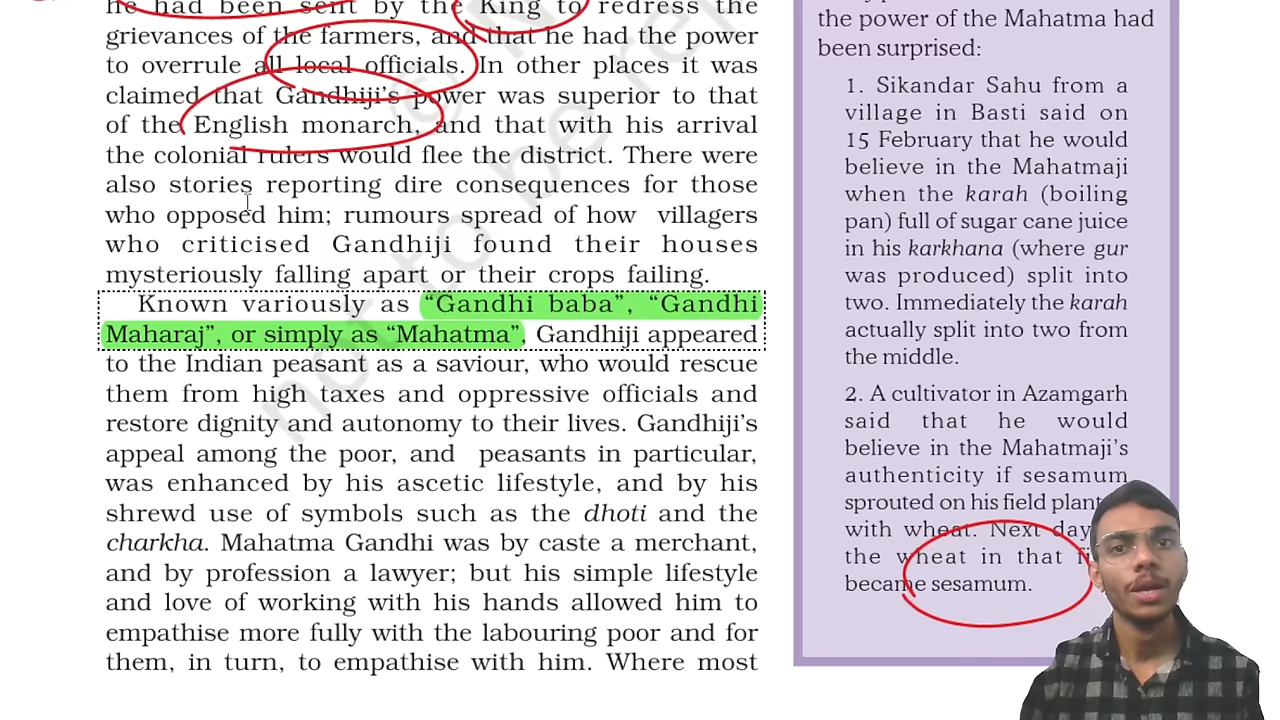 he had been sent by the King to redress the
grievances of the farmers, and that he had the power
to overrule all local officials. In other places it was
claimed that Gandhiji's power was superior to that
of the English monarch, and that with his arrival
the colonial rulers would flee the district. There were
also stories reporting dire consequences for those
who opposed him; rumours spread of how villagers
who criticised Gandhiji found their houses
mysteriously falling apart or their crops failing.
Known variously as “Gandhi baba”, “Gandhi
Maharaj”, or simply as “Mahatma”, Gandhiji appeared
to the Indian peasant as a saviour, who would rescue
them from high taxes and oppressive officials and
restore dignity and autonomy to their lives. Gandhiji's
appeal among the poor, and peasants in particular,
was enhanced by his ascetic lifestyle, and by his
shrewd use of symbols such as the dhoti and the
charkha. Mahatma Gandhi was by caste a merchant,
and by profession a lawyer; but his simple lifestyle
and love of working with his hands allowed him to
empathise more fully with the labouring poor and for
them, in turn, to empathise with him. Where most
the power of the Mahatma had
been surprised:
1. Sikandar Sahu from a
village in Basti said on
15 February that he would
believe in the Mahatmaji
when the karah (boiling
pan) full of sugar cane juice
in his karkhana (where gur
was produced) split into
two. Immediately the karah
actually split into two from
the middle.
2. A cultivator in Azamgarh
said that he would
believe in the Mahatmaji's
authenticity if sesamum
sprouted on his field
with wheat. Next day
the wheat in that
became sesamum.
not to be